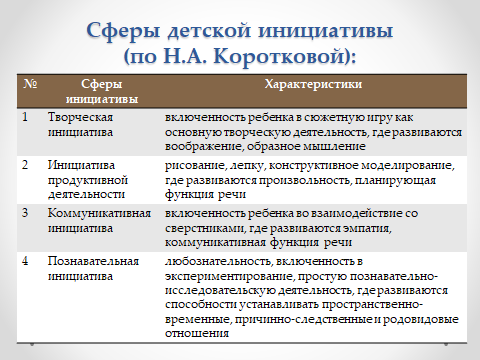 Сферы детской инициативы
(по Н.А. Коротковой):
№ Сферы инициативы Характеристики
1 Творческая инициатива включенность ребенка в сюжетную игру как
основную творческую деятельность, где развиваются
воображение, образное мышление
2 Инициатива продуктивной деятельности рисование, лепку, конструктивное моделирование,
где развиваются произвольность, планирующая
функция речи
3 Коммуникативная инициатива включенность ребенка во взаимодействие со
сверстниками, где развиваются эмпатия,
коммуникативная функция речи
4 Познавательная инициатива любознательность, включенность в
экспериментирование, простую познавательно-
исследовательскую деятельность, где развиваются
способности устанавливать пространственно-
временные, причинно-следственные и родовидовые
отношения